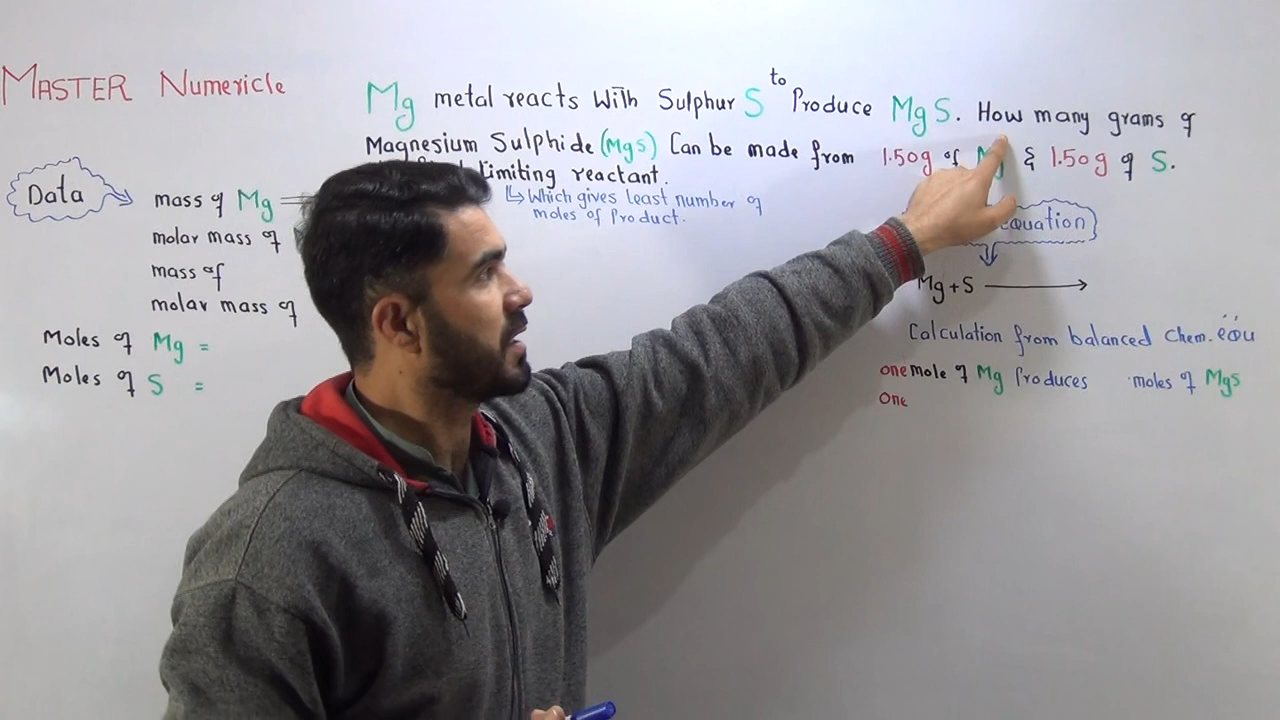 MASTER Numericle
Mg metal reacts With Sulphur S to Produce MgS. How many grams of
Magnesium Sulphide (MgS) Can be made from 1.50g of Mg & 1.50g of S.
limiting reactant.
Which gives least number of
moles of Product.
Data
mass of Mg =
molar mass of
mass of
molar mass of
Moles of Mg =
Moles of S =
equation
Mg+S
Calculation from balanced Chem. equ
one mole of Mg Produces moles of MgS
One